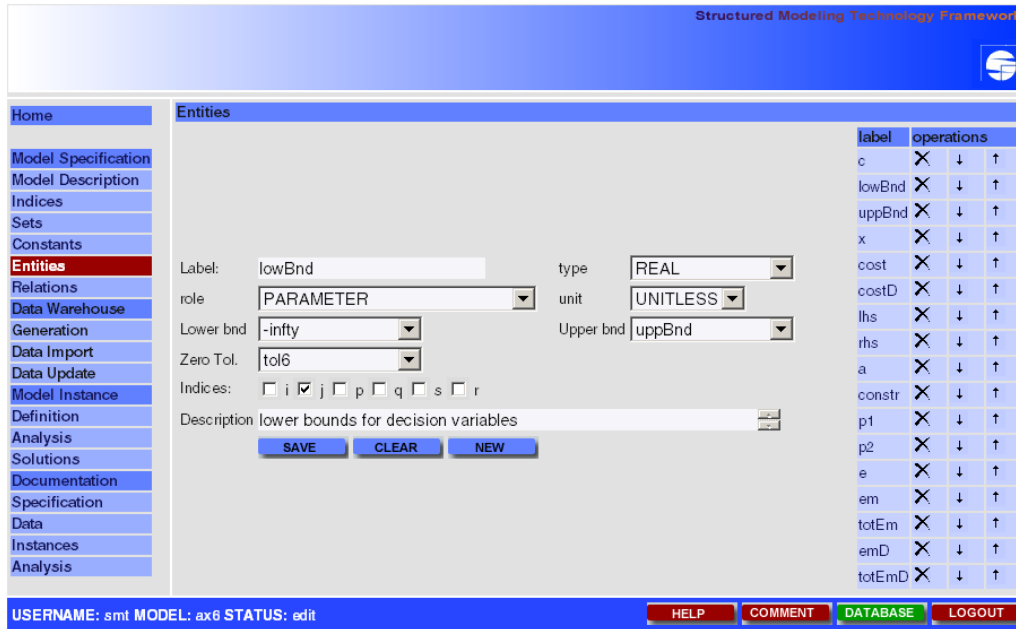 Structured Modeling Technology Framewor
Home
Model Specification
Model Description
Indices
Sets
Constants
Entities
Relations
Data Warehouse
Generation
Data Import
Data Update
Model Instance
Definition
Analysis
Solutions
Documentation
Specification
Data
Instances
Analysis
Entities
Label: lowBnd type REAL
role PARAMETER unit UNITLESS
Lower bnd -infty Upper bnd uppBnd
Zero Tol. tol6
Indices: i j p q s r
Description lower bounds for decision variables
SAVE CLEAR NEW
label operations
c X ↓ ↑
lowBnd X ↓ ↑
uppBnd X ↓ ↑
x X ↓ ↑
cost X ↓ ↑
costD X ↓ ↑
lhs X ↓ ↑
rhs X ↓ ↑
a X ↓ ↑
constr X ↓ ↑
p1 X ↓ ↑
p2 X ↓ ↑
e X ↓ ↑
em X ↓ ↑
totEm X ↓ ↑
emD X ↓ ↑
totEmD X ↓ ↑
USERNAME: smt MODEL: ax6 STATUS: edit
HELP COMMENT DATABASE LOGOUT